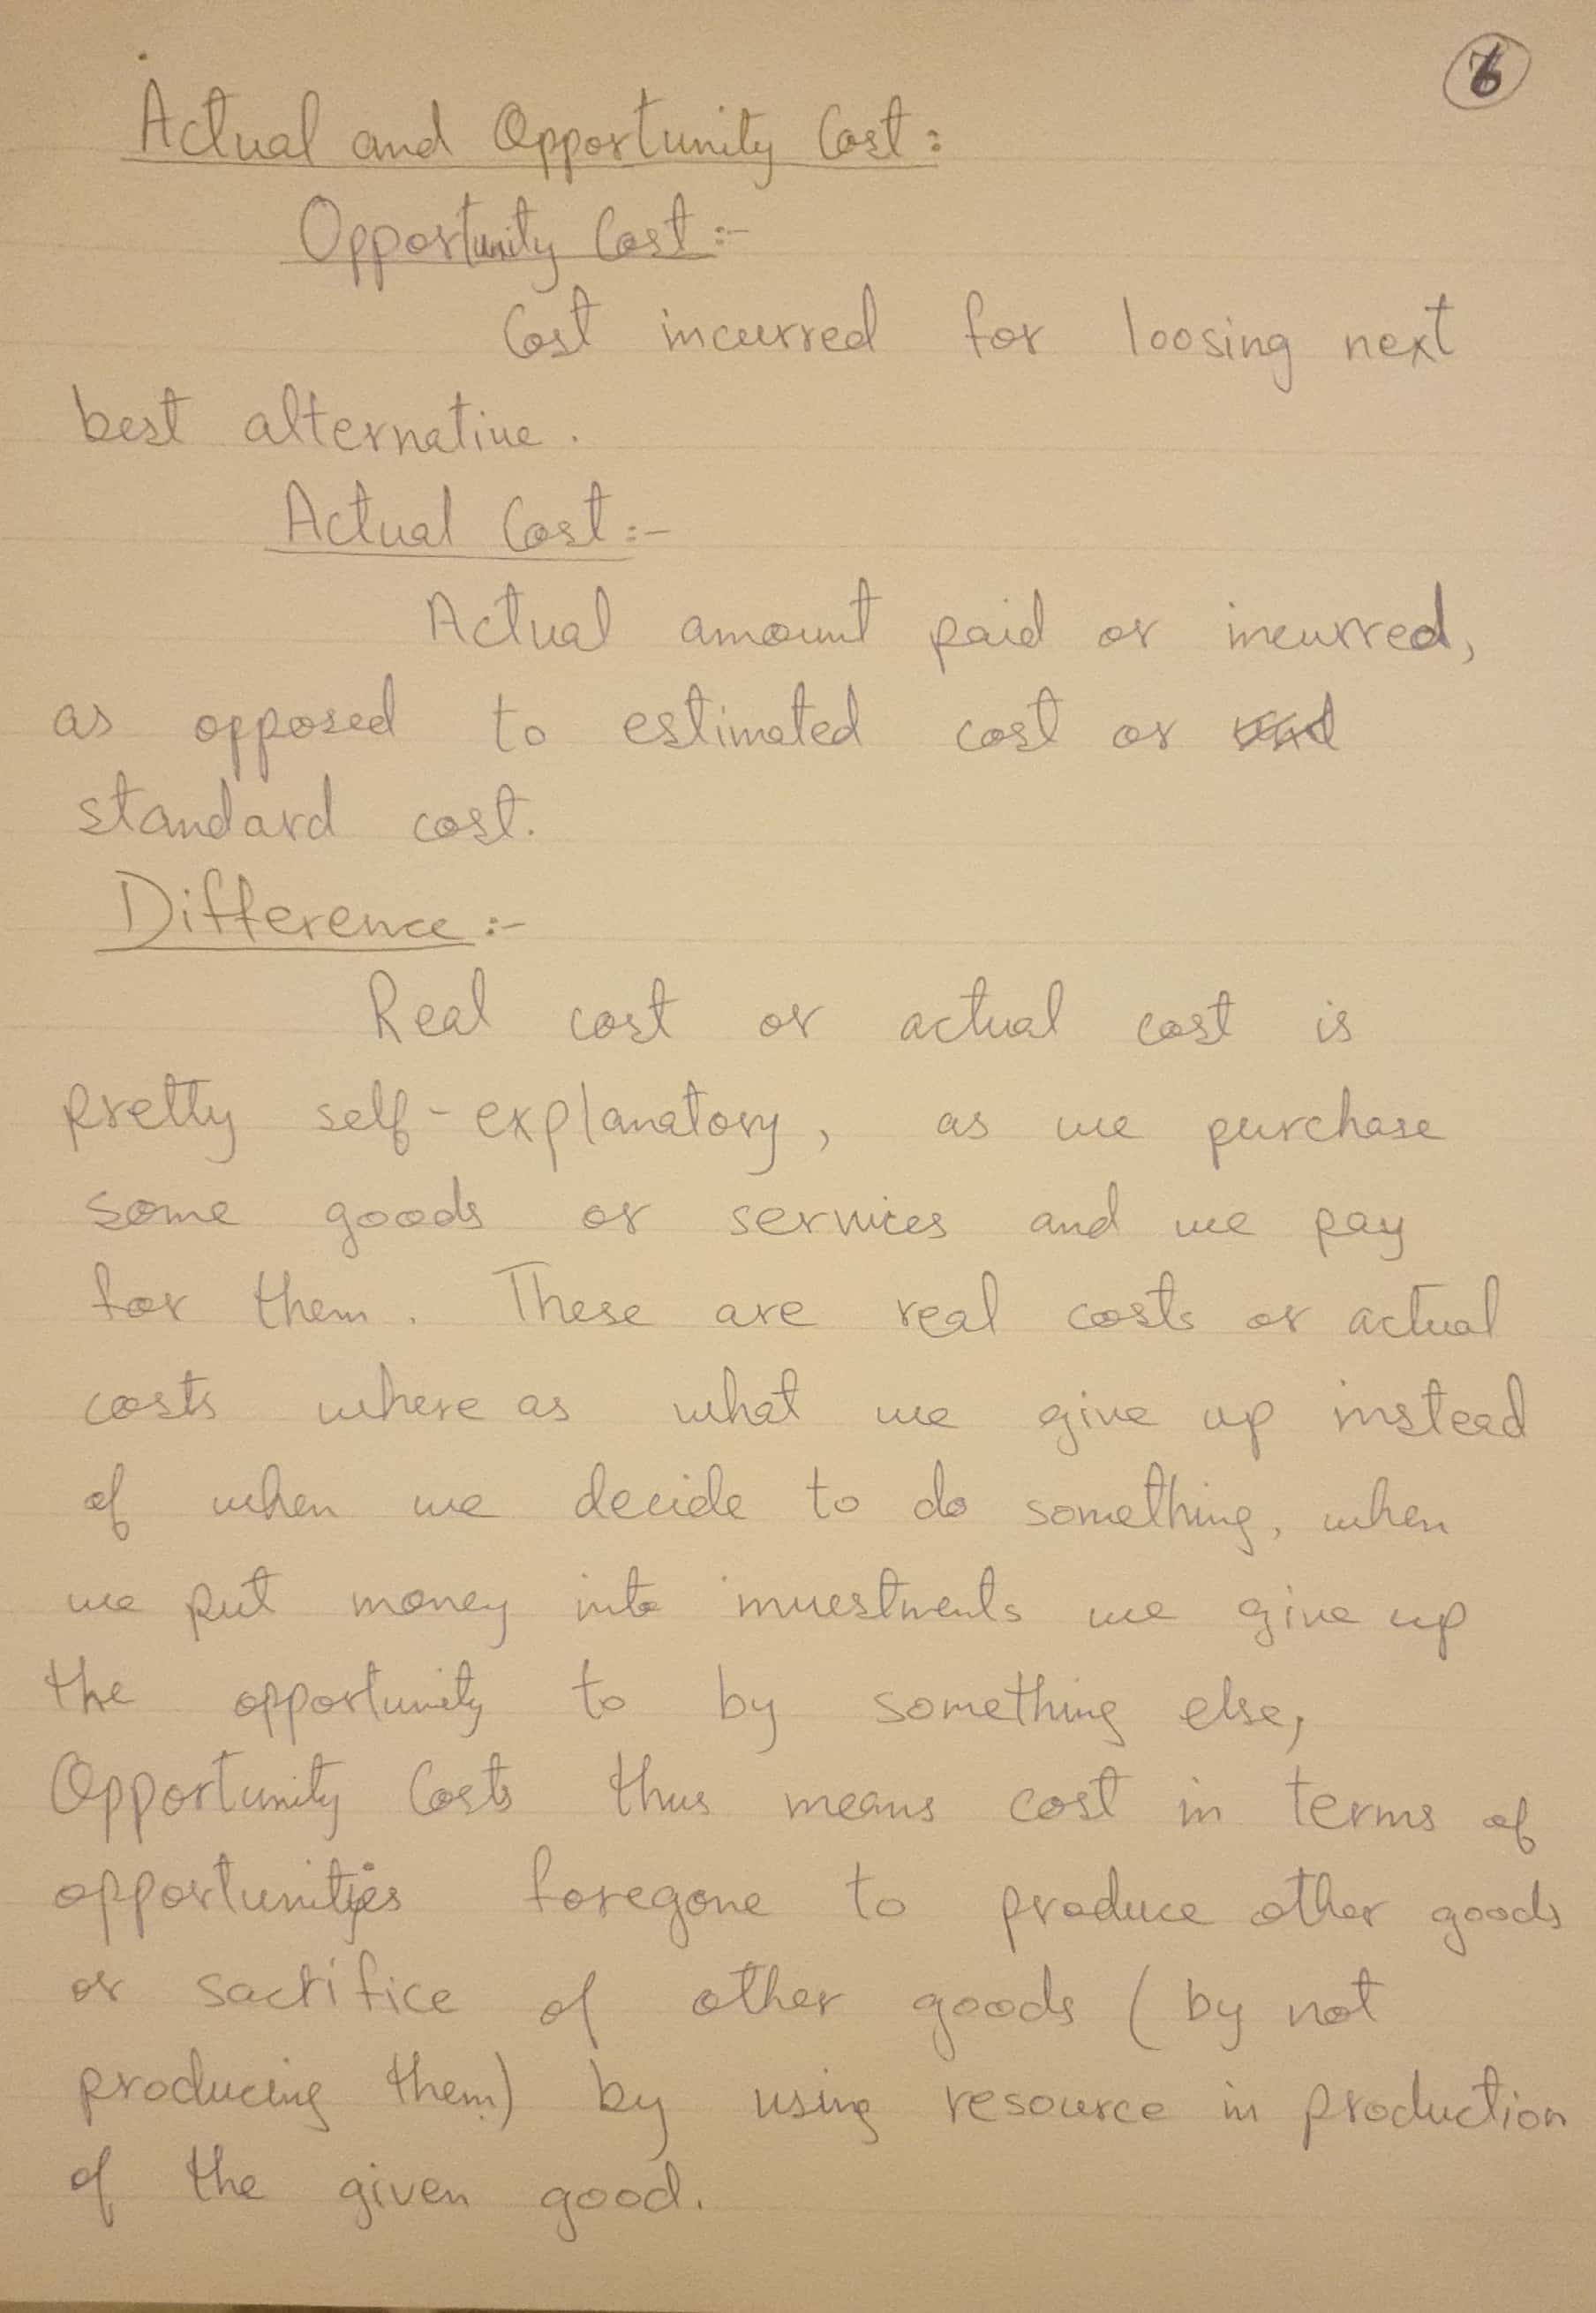 6
Actual and Opportunity Cost:
Opportunity Cost:-
Cost incurred for loosing next
best alternative.
Actual Cost:-
Actual amount paid or incurred,
as opposed to estimated cost or
standard cost.
Difference:-
Real cost or actual cost is
pretty self-explanatory, as we purchase
some goods or services and we pay
for them. These are real costs or actual
costs where as what we give up instead
of when we decide to do something, when
we put money into investments we give up
the opportunity to by something else,
Opportunity Costs thus means cost in terms of
opportunities foregone to produce other goods
or sacrifice of other goods (by not
producing them) by using resource in production
of the given good.